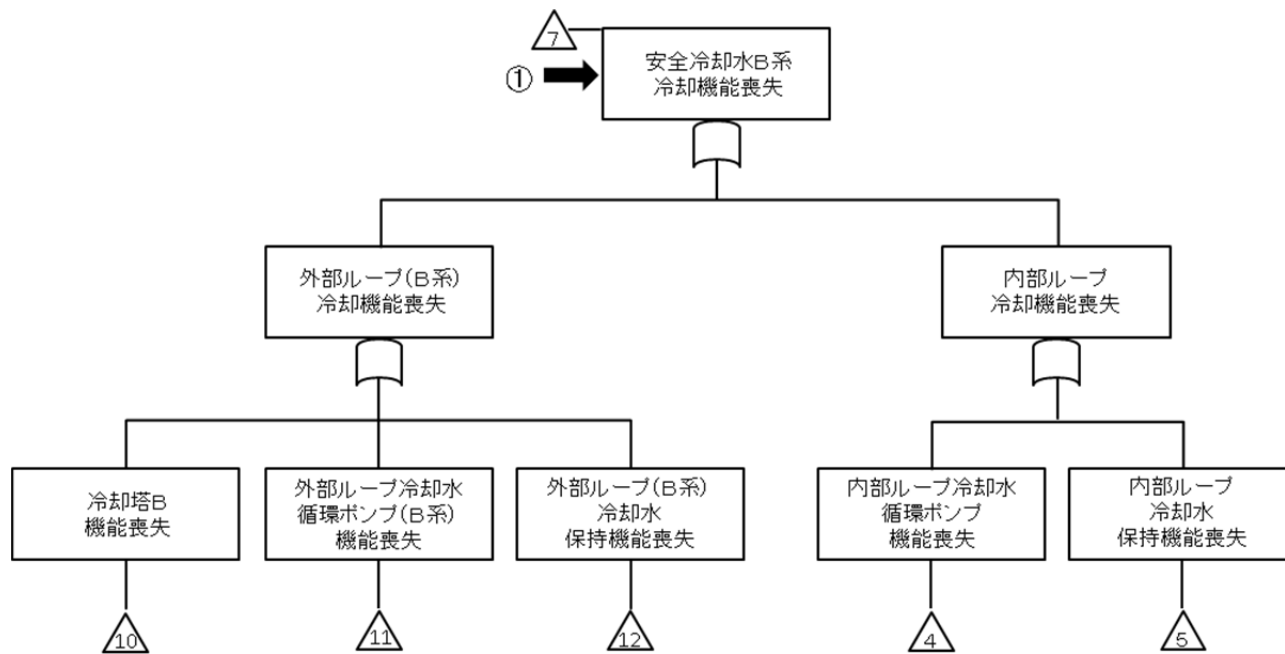 7
①
安全冷却水B系
冷却機能喪失
外部ループ(B系)
冷却機能喪失
内部ループ
冷却機能喪失
冷却塔B
機能喪失
外部ループ冷却水
循環ポンプ(B系)
機能喪失
外部ループ(B系)
冷却水
保持機能喪失
内部ループ冷却水
循環ポンプ
機能喪失
内部ループ
冷却水
保持機能喪失
10
11
12
4
5